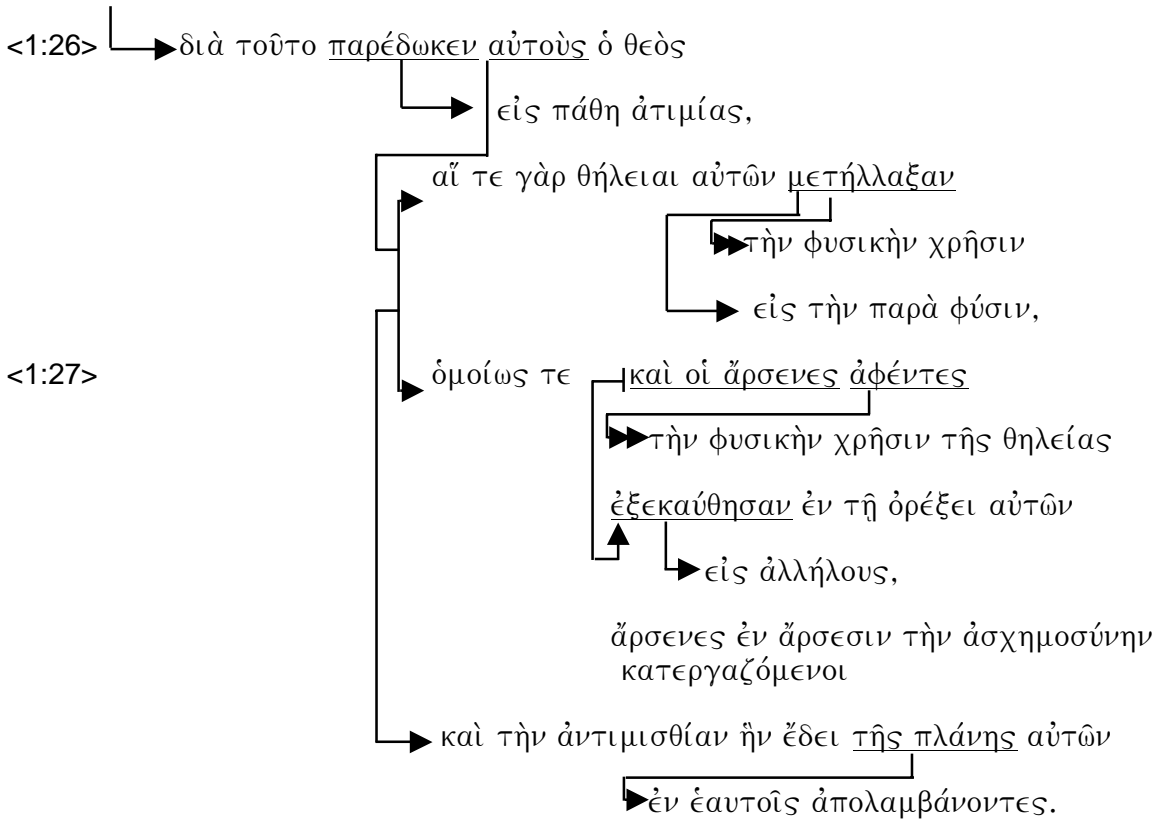 <1:26> διὰ τοῦτο παρέδωκεν αὐτοὺς ὁ θεὸς
εἰς πάθη ἀτιμίας,
αἵ τε γὰρ θήλειαι αὐτῶν μετήλλαξαν
τὴν φυσικὴν χρῆσιν
εἰς τὴν παρὰ φύσιν,
<1:27> ὁμοίως τε καὶ οἱ ἄρσενες ἀφέντες
τὴν φυσικὴν χρῆσιν τῆς θηλείας
ἐξεκαύθησαν ἐν τῇ ὀρέξει αὐτῶν
εἰς ἀλλήλους,
ἄρσενες ἐν ἄρσεσιν τὴν ἀσχημοσύνην
κατεργαζόμενοι
καὶ τὴν ἀντιμισθίαν ἣν ἔδει τῆς πλάνης αὐτῶν
ἐν ἑαυτοῖς ἀπολαμβάνοντες.